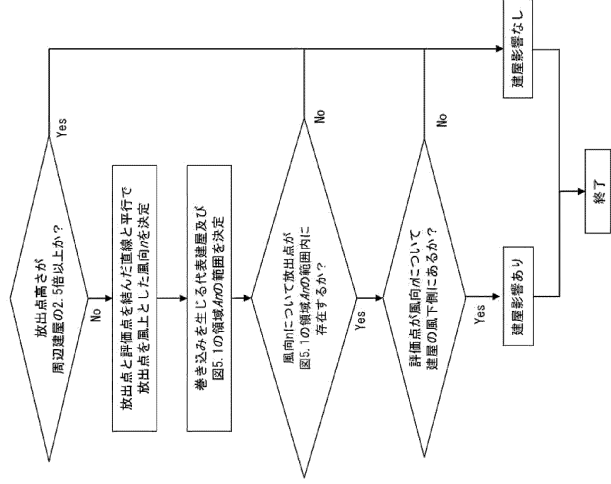 放出点高さが
周辺建屋の2.5倍以上か？
Yes
No
放出点と評価点を結んだ直線と平行で
放出点を風上とした風向nを決定
巻き込みを生じる代表建屋及び
図5.1の領域Anの範囲を決定
風向nについて放出点が
図5.1の領域Anの範囲内に
存在するか？
No
Yes
評価点が風向nについて
建屋の風下側にあるか？
No
Yes
建屋影響あり
建屋影響なし
終了